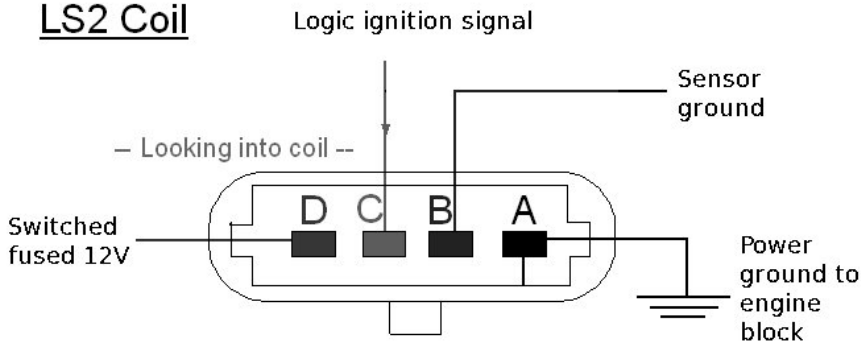 LS2 Coil
Logic ignition signal
Sensor
ground
-- Looking into coil --
D C B A
Switched
fused 12V
Power
ground to
engine
block